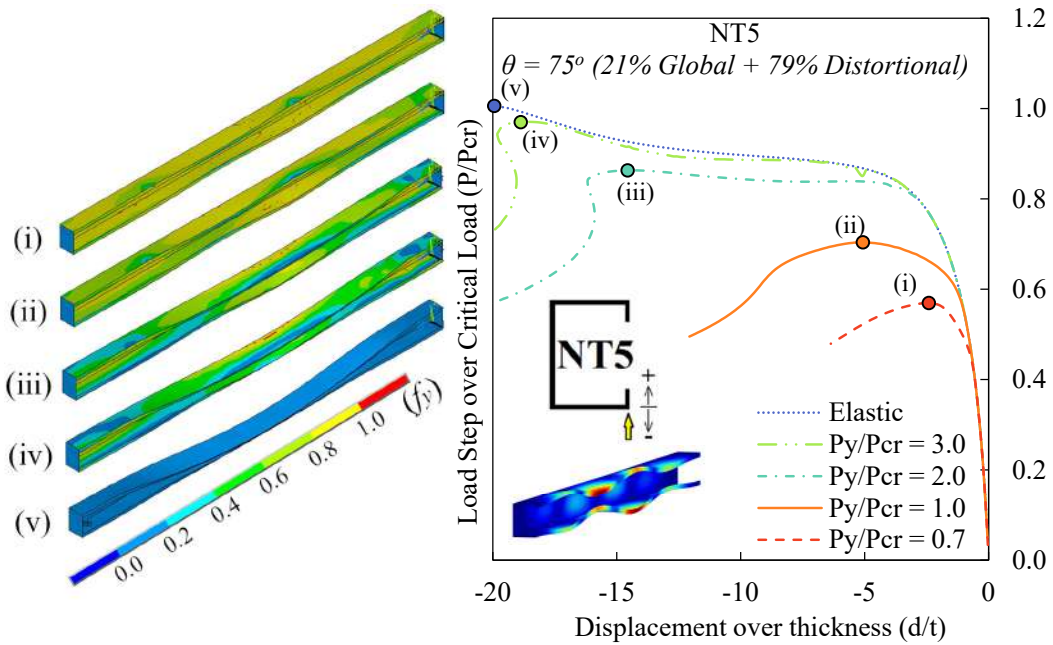 (i)
(ii)
(iii)
(iv)
(v)
0.0
0.2
0.4
0.6
0.8
1.0
(fy)
NT5
θ = 75º (21% Global + 79% Distortional)
(v)
(iv)
(iii)
(ii)
(i)
NT5
+
-
Elastic
Py/Pcr = 3.0
Py/Pcr = 2.0
Py/Pcr = 1.0
Py/Pcr = 0.7
Load Step over Critical Load (P/Pcr)
1.2
1.0
0.8
0.6
0.4
0.2
0.0
-20
-15
-10
-5
0
Displacement over thickness (d/t)